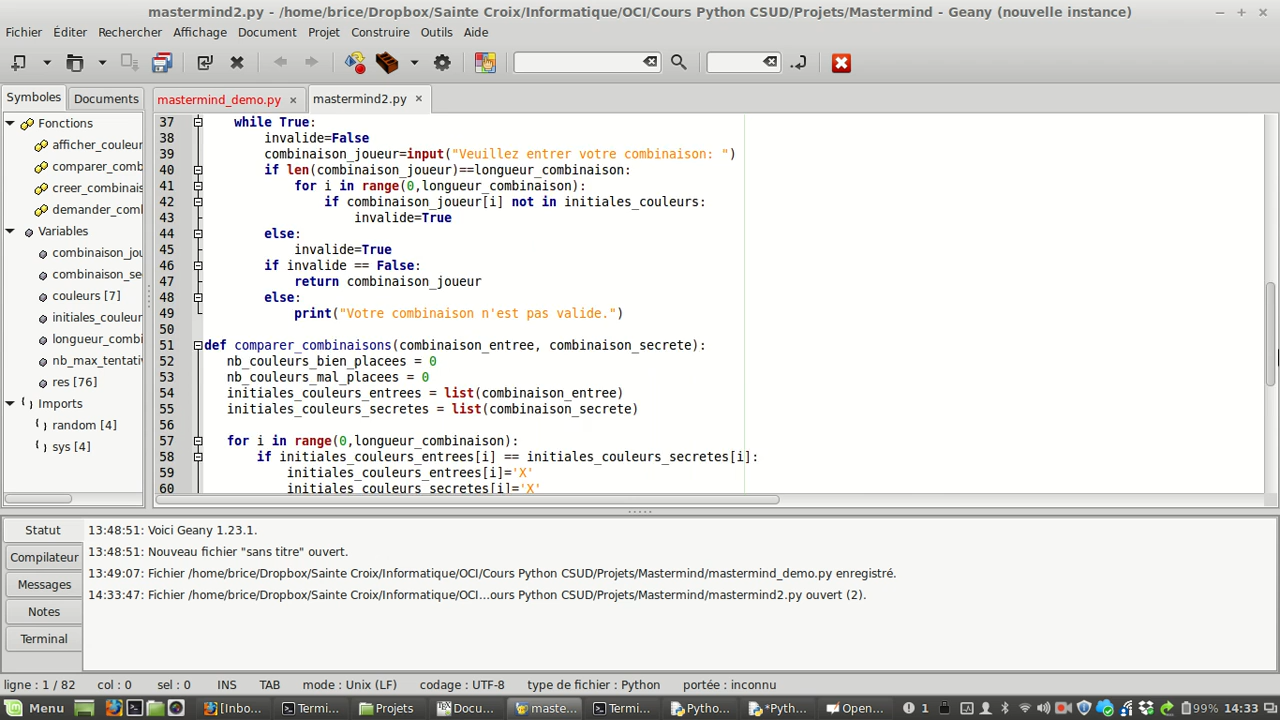 mastermind2.py - /home/brice/Dropbox/Sainte Croix/Informatique/OCI/Cours Python CSUD/Projets/Mastermind - Geany (nouvelle instance)
Fichier Éditer Rechercher Affichage Document Projet Construire Outils Aide
Symboles Documents mastermind_demo.py mastermind2.py
Fonctions
afficher_couleur
comparer_comb
creer_combinais
demander_coml
Variables
combinaison_jou
combinaison_se
couleurs [7]
initiales_couleur
longueur_combi
nb_max_tentati
res [76]
Imports
random [4]
sys [4]
37 while True:
38 invalide=False
39 combinaison_joueur=input("Veuillez entrer votre combinaison: ")
40 if len(combinaison_joueur)==longueur_combinaison:
41 for i in range(0,longueur_combinaison):
42 if combinaison_joueur[i] not in initiales_couleurs:
43 invalide=True
44 else:
45 invalide=True
46 if invalide == False:
47 return combinaison_joueur
48 else:
49 print("Votre combinaison n'est pas valide.")
50
51 def comparer_combinaisons(combinaison_entree, combinaison_secrete):
52 nb_couleurs_bien_placees = 0
53 nb_couleurs_mal_placees = 0
54 initiales_couleurs_entrees = list(combinaison_entree)
55 initiales_couleurs_secretes = list(combinaison_secrete)
56
57 for i in range(0,longueur_combinaison):
58 if initiales_couleurs_entrees[i] == initiales_couleurs_secretes[i]:
59 initiales_couleurs_entrees[i]='X'
60 initiales_couleurs_secretes[i]='X'
Statut
Compilateur
Messages
Notes
Terminal
13:48:51: Voici Geany 1.23.1.
13:48:51: Nouveau fichier "sans titre" ouvert.
13:49:07: Fichier /home/brice/Dropbox/Sainte Croix/Informatique/OCI/Cours Python CSUD/Projets/Mastermind/mastermind_demo.py enregistré.
14:33:47: Fichier /home/brice/Dropbox/Sainte Croix/Informatique/OCI...ours Python CSUD/Projets/Mastermind/mastermind2.py ouvert (2).
ligne : 1 / 82 col : 0 sel : 0 INS TAB mode : Unix (LF) codage : UTF-8 type de fichier : Python portée : inconnu
Menu [Inbo... Termi... Projets Docu... maste... Termi... Pytho... *Pyth... Open... 1 99% 14:33